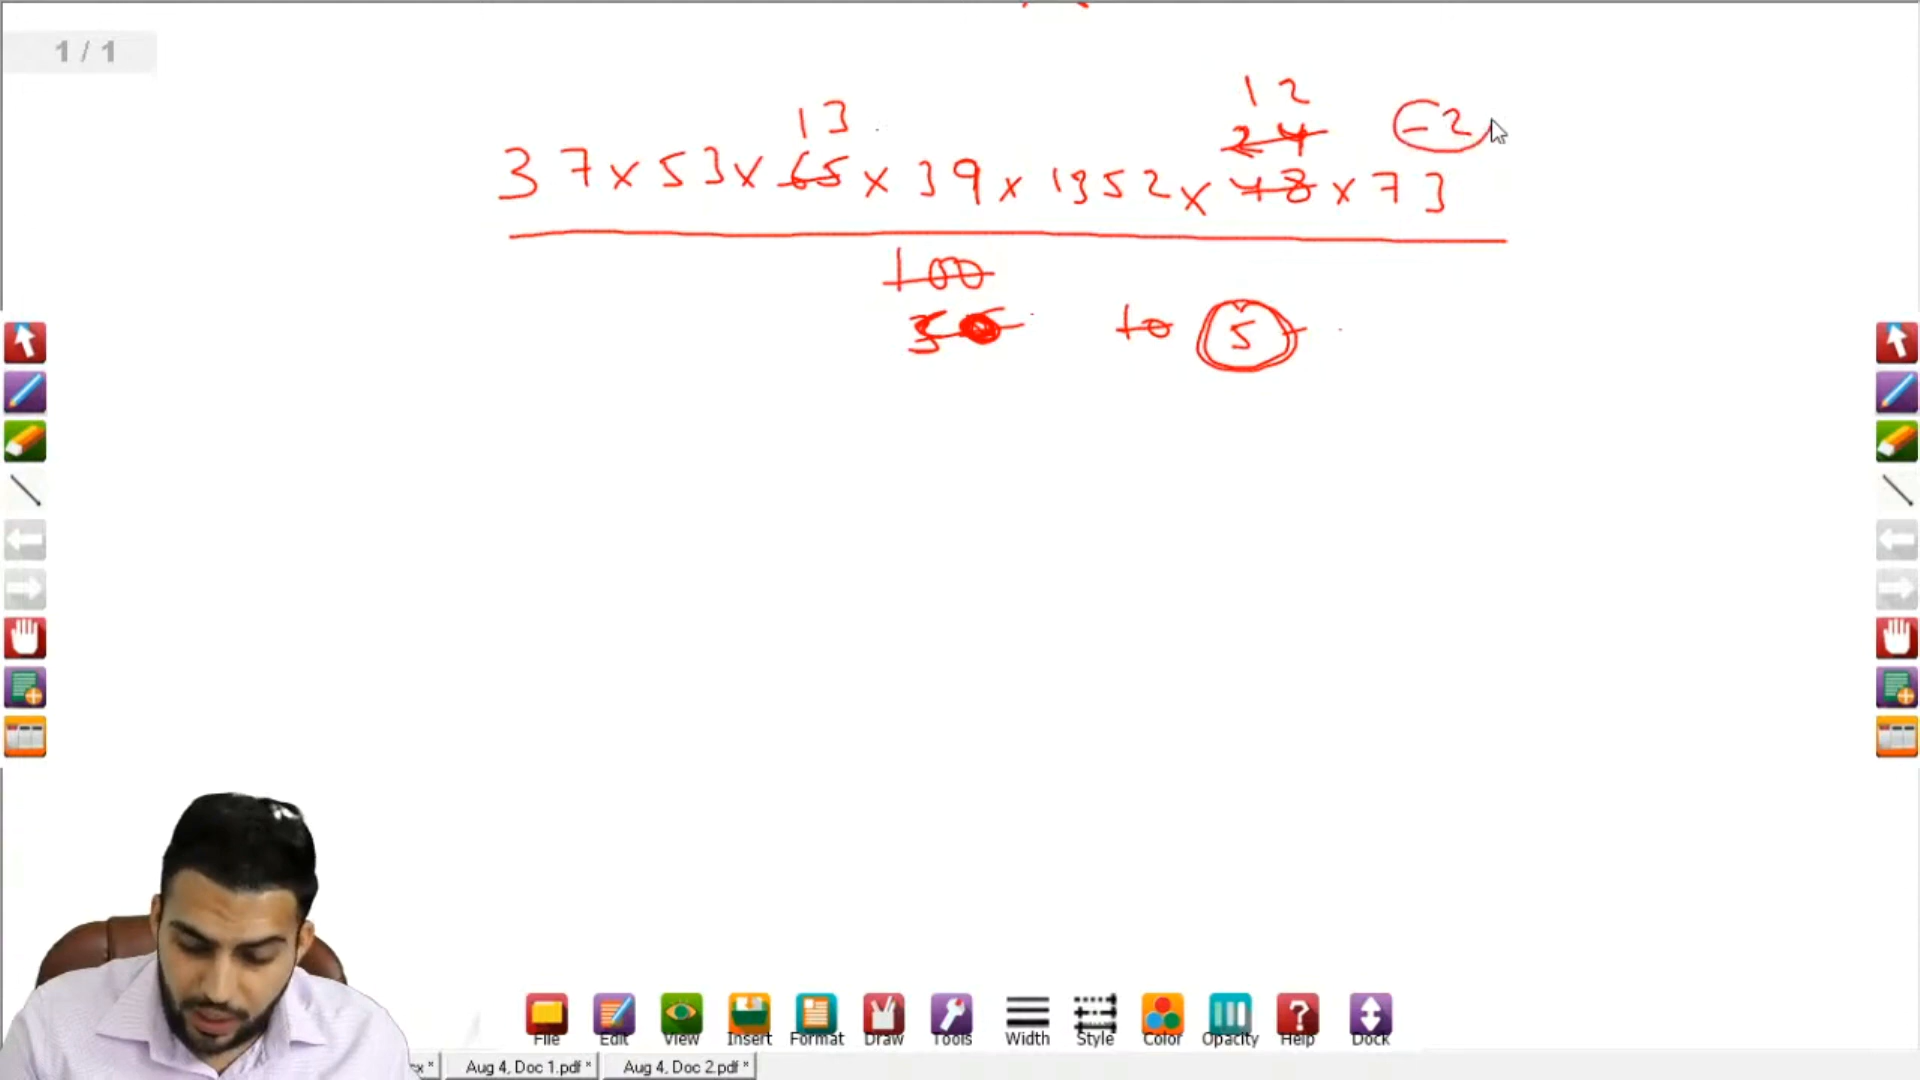 1 / 1
12
13
24 -2
37 x 53 x 65 x 39 x 1352 x 48 x 73
100
10 5
File Edit View Insert Format Draw Tools Width Style Color Opacity Help Dock
cx * Aug 4, Doc 1.pdf * Aug 4, Doc 2.pdf *